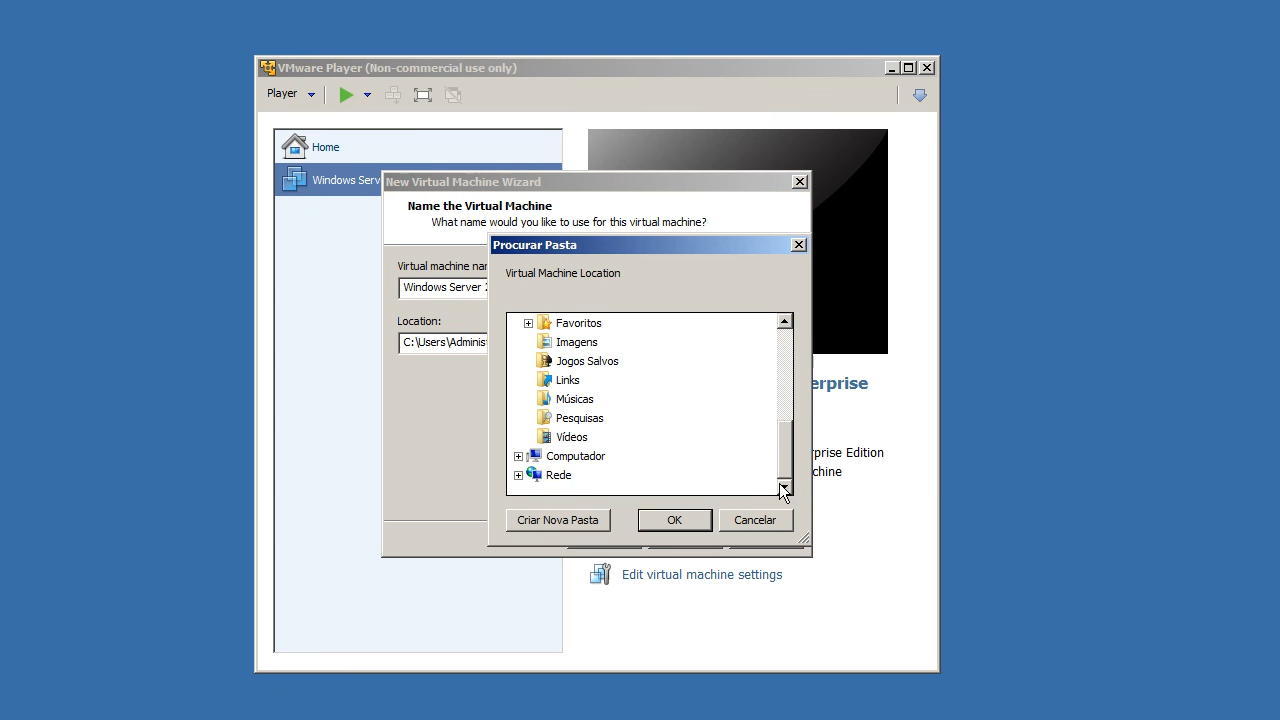 VMware Player (Non-commercial use only)
Player
Home
Windows Serv
New Virtual Machine Wizard
Name the Virtual Machine
What name would you like to use for this virtual machine?
Virtual machine na
Windows Server
Location:
C:\Users\Adminis
Procurar Pasta
Virtual Machine Location
Favoritos
Imagens
Jogos Salvos
Links
Músicas
Pesquisas
Vídeos
Computador
Rede
Criar Nova Pasta
OK
Cancelar
erprise
rprise Edition
chine
Edit virtual machine settings